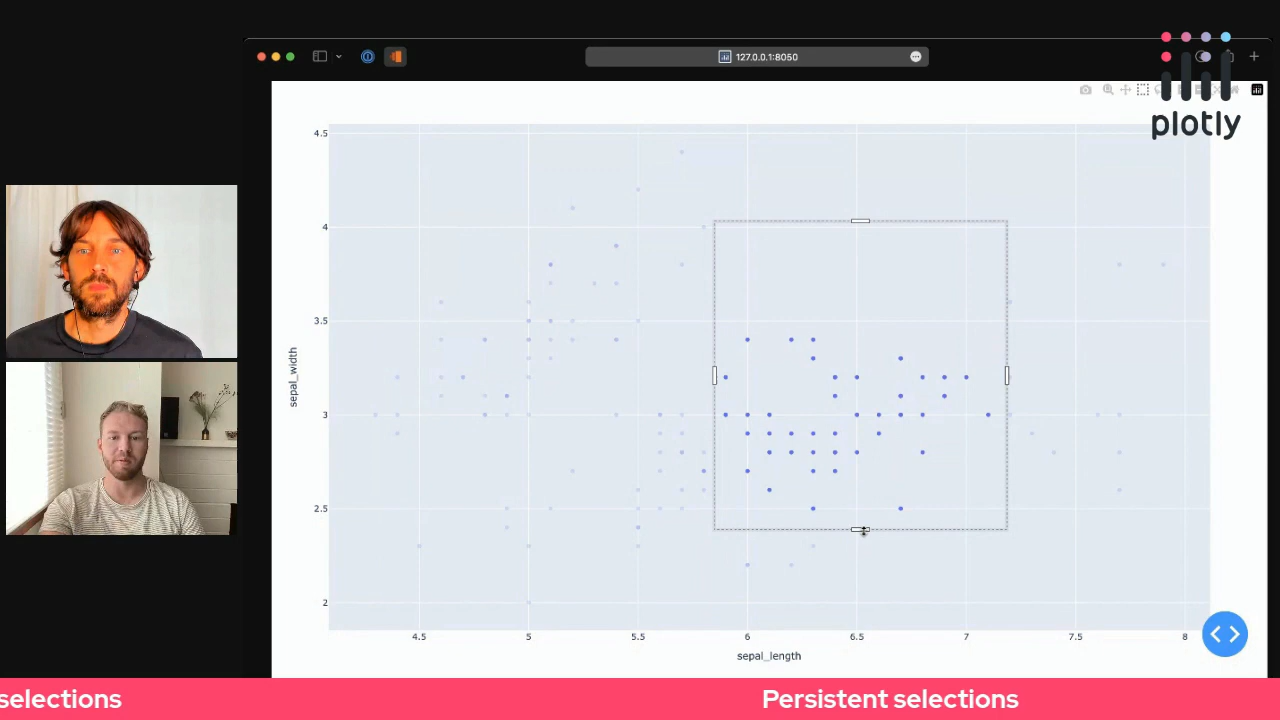 127.0.0.1:8050
plotly
4.5
4
3.5
3
2.5
2
sepal_width
4.5 5 5.5 6 6.5 7 7.5 8
sepal_length
selections
Persistent selections